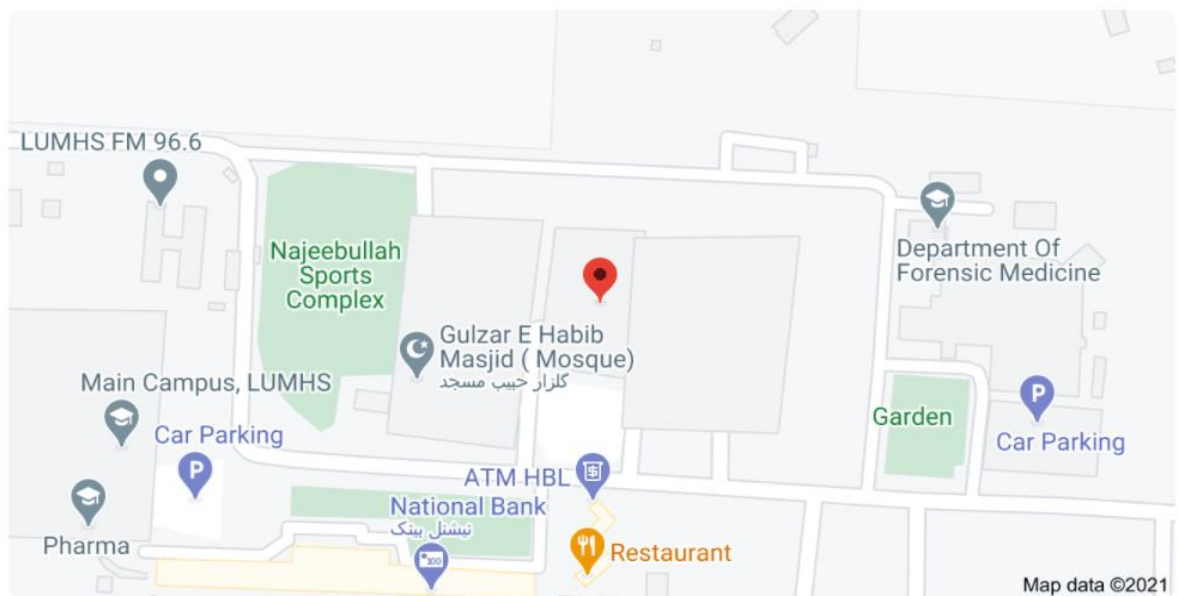 LUMHS FM 96.6
Najeebullah
Sports
Complex
Department Of
Forensic Medicine
Gulzar E Habib
Masjid ( Mosque)
گلزار حبیب مسجد
Main Campus, LUMHS
Car Parking
P
Garden
P
Car Parking
ATM HBL
National Bank
نیشنل بینک
100
Pharma
Restaurant
Map data ©2021